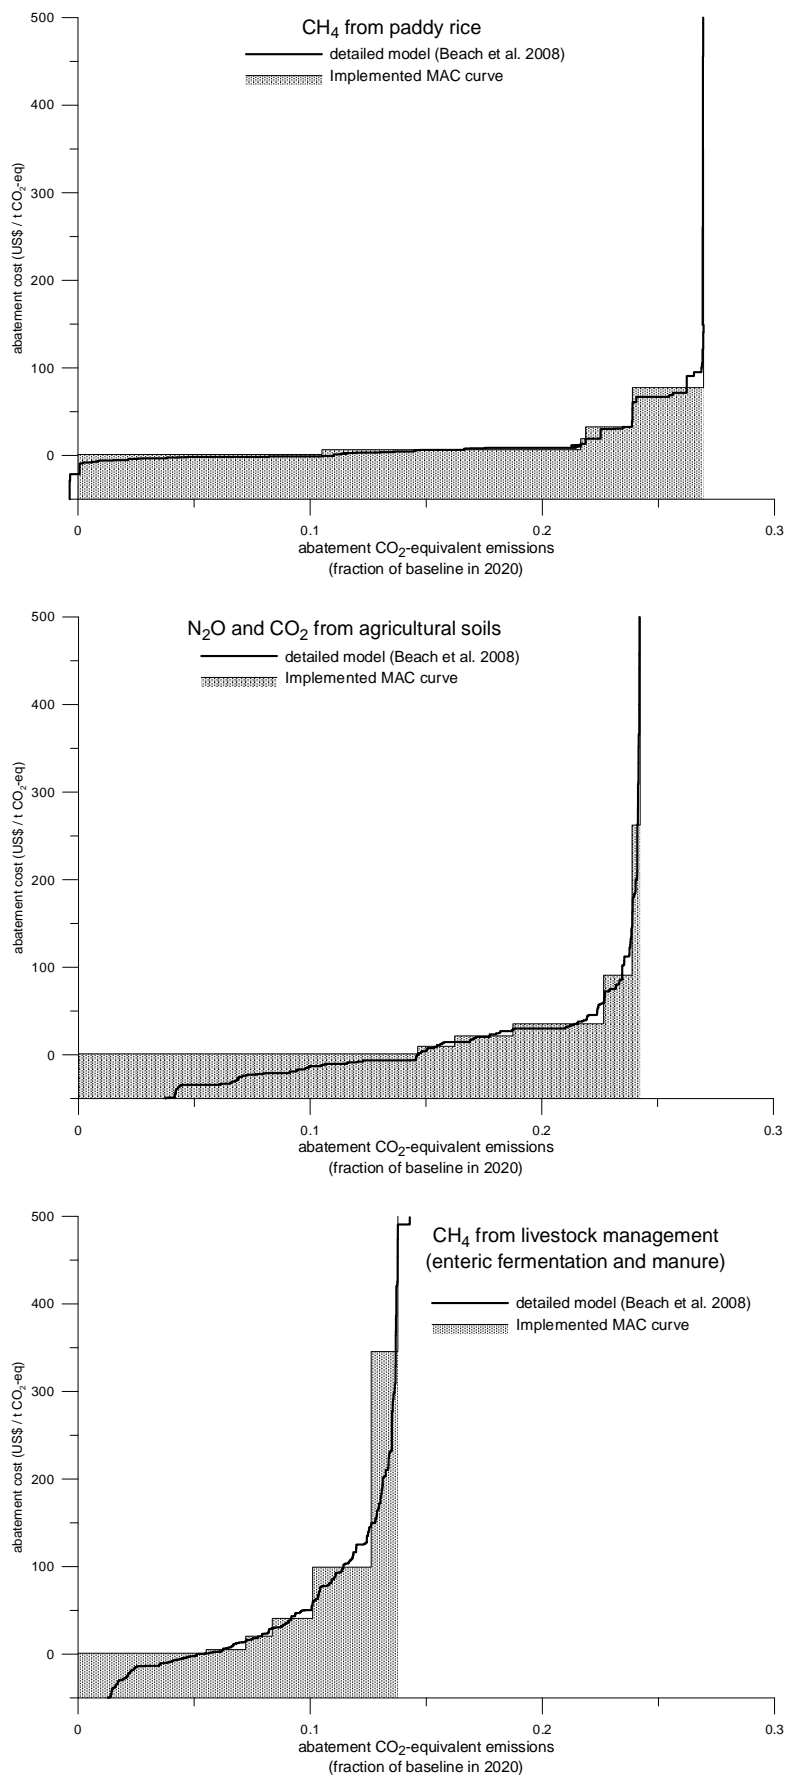 CH4 from paddy rice
detailed model (Beach et al. 2008)
Implemented MAC curve
abatement cost (US$ / t CO2-eq)
500
400
300
200
100
0
0
0.1
0.2
0.3
abatement CO2-equivalent emissions
(fraction of baseline in 2020)
N2O and CO2 from agricultural soils
detailed model (Beach et al. 2008)
Implemented MAC curve
abatement cost (US$ / t CO2-eq)
500
400
300
200
100
0
0
0.1
0.2
0.3
abatement CO2-equivalent emissions
(fraction of baseline in 2020)
CH4 from livestock management
(enteric fermentation and manure)
detailed model (Beach et al. 2008)
Implemented MAC curve
abatement cost (US$ / t CO2-eq)
500
400
300
200
100
0
0
0.1
0.2
0.3
abatement CO2-equivalent emissions
(fraction of baseline in 2020)